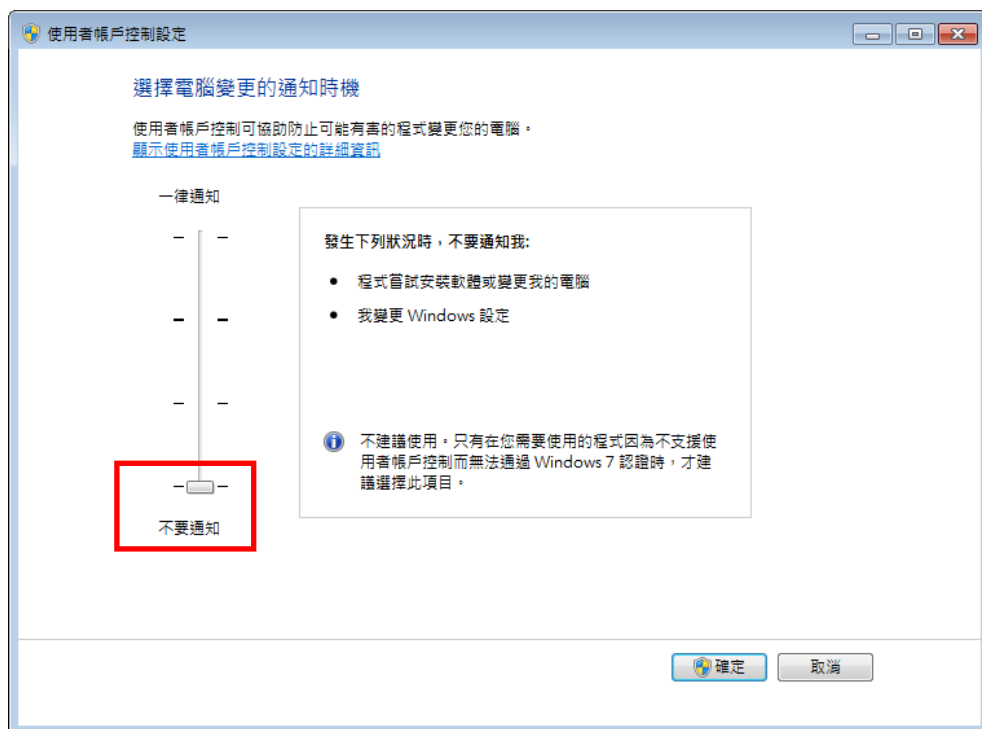 使用者帳戶控制設定
選擇電腦變更的通知時機
使用者帳戶控制可協助防止可能有害的程式變更您的電腦。
顯示使用者帳戶控制設定的詳細資訊
一律通知
發生下列狀況時，不要通知我:
• 程式嘗試安裝軟體或變更我的電腦
• 我變更 Windows 設定
不建議使用。只有在您需要使用的程式因為不支援使
用者帳戶控制而無法通過 Windows 7 認證時，才建
議選擇此項目。
不要通知
確定
取消